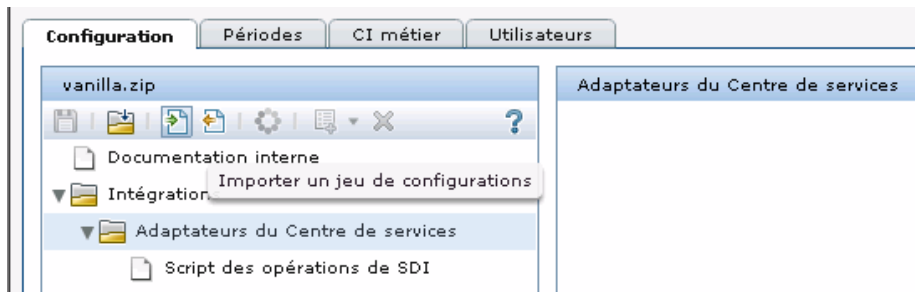 Configuration Périodes CI métier Utilisateurs
vanilla.zip Adaptateurs du Centre de services
?
Documentation interne
Importer un jeu de configurations
Intégration
Adaptateurs du Centre de services
Script des opérations de SDI